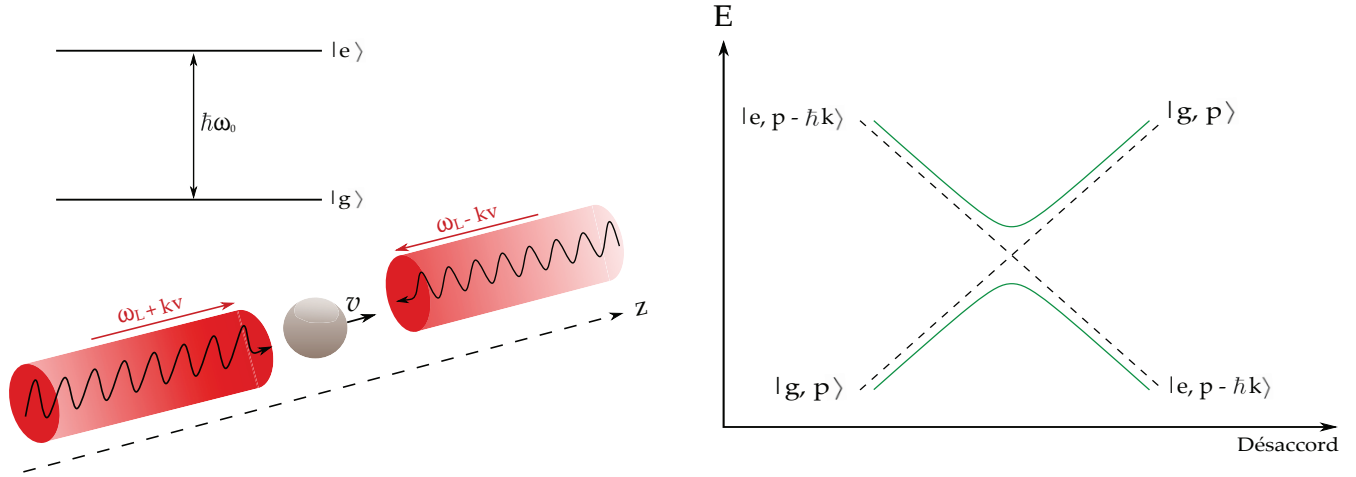 |e⟩
ħω₀
|g⟩
ω_L - kv
ω_L + kv
v
z
E
|e, p - ħk⟩
|g, p⟩
|g, p⟩
|e, p - ħk⟩
Désaccord